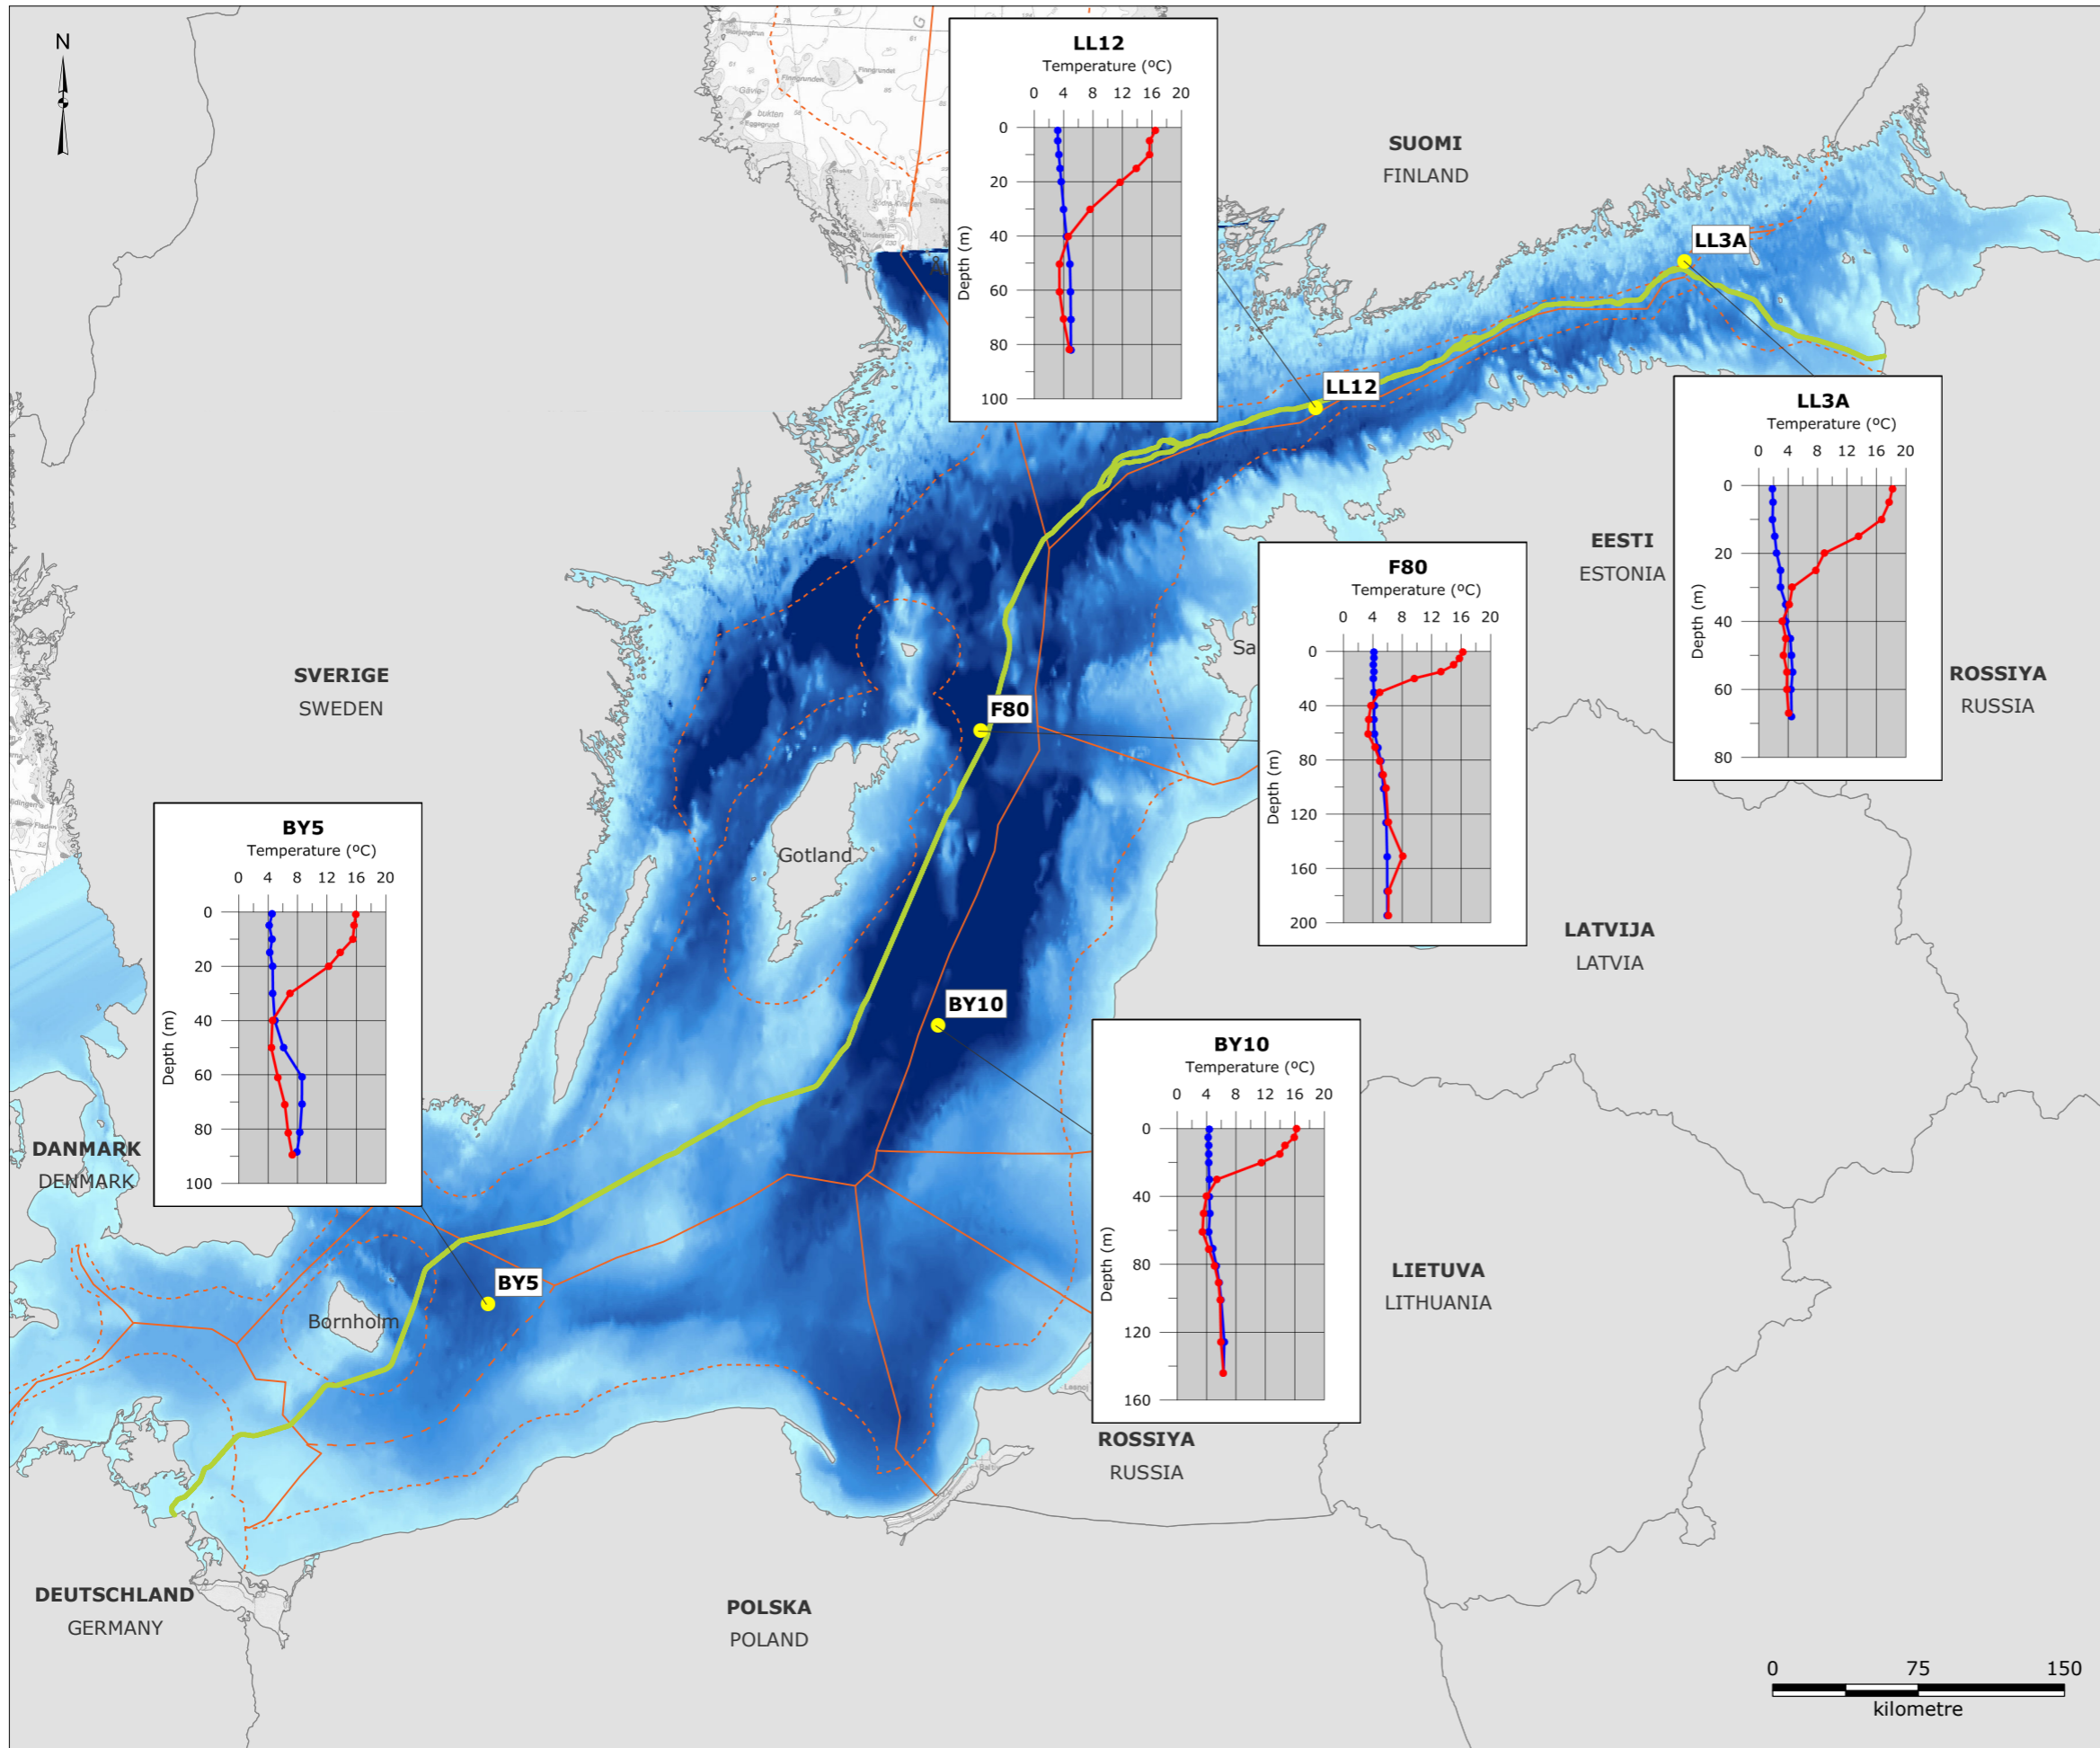 N
LL12
Temperature (ºC)
0 4 8 12 16 20
Depth (m)
0
20
40
60
80
100
SUOMI
FINLAND
LL3A
LL12
LL3A
Temperature (ºC)
0 4 8 12 16 20
Depth (m)
0
20
40
60
80
EESTI
ESTONIA
ROSSIYA
RUSSIA
F80
Temperature (ºC)
0 4 8 12 16 20
Depth (m)
0
40
80
120
160
200
Sa
SVERIGE
SWEDEN
F80
Gotland
BY5
Temperature (ºC)
0 4 8 12 16 20
Depth (m)
0
20
40
60
80
100
LATVIJA
LATVIA
BY10
BY10
Temperature (ºC)
0 4 8 12 16 20
Depth (m)
0
40
80
120
160
DANMARK
DENMARK
BY5
Bornholm
LIETUVA
LITHUANIA
ROSSIYA
RUSSIA
DEUTSCHLAND
GERMANY
POLSKA
POLAND
0 75 150
kilometre